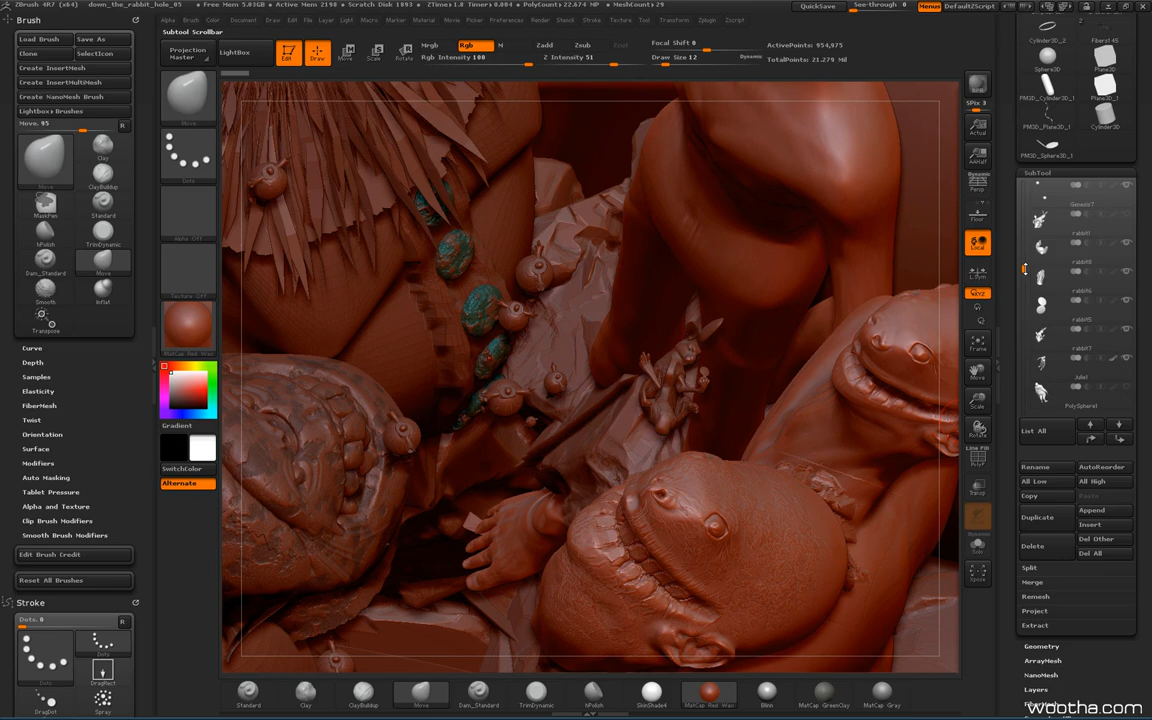 ZBrush 4R7 (x64) down_the_rabbit_hole_05 • Free Mem 5.03GB • Active Mem 2198 • Scratch Disk 1893 • ZTime▸1.8 Timer▸0.084 • PolyCount▸22.674 MP • MeshCount▸29
QuickSave See-through 0 Menus DefaultZScript
Alpha Brush Color Document Draw Edit File Layer Light Macro Marker Material Movie Picker Preferences Render Stencil Stroke Texture Tool Transform Zplugin Zscript
Brush
Load Brush Save As
Clone SelectIcon
Create InsertMesh
Create InsertMultiMesh
Create NanoMesh Brush
Lightbox▸Brushes
Move. 95 R
Move
Clay
ClayBuildup
MaskPen
Standard
hPolish
TrimDynamic
Dam_Standard
Move
Smooth
Inflat
Transpose
Curve
Depth
Samples
Elasticity
FiberMesh
Twist
Orientation
Surface
Modifiers
Auto Masking
Tablet Pressure
Alpha and Texture
Clip Brush Modifiers
Smooth Brush Modifiers
Edit Brush Credit
Reset All Brushes
Stroke
Dots. 0 R
Dots
DragRect
DragDot
Spray
Subtool Scrollbar
Projection
Master
LightBox
Edit
Draw
Move
Scale
Rotate
Mrgb
Rgb
M
Rgb Intensity 100
Zadd
Zsub
Zcut
Z Intensity 51
Focal Shift 0
Draw Size 12
Dynamic
ActivePoints: 954,975
TotalPoints: 21.279 Mil
Move
Dots
Alpha Off
Texture Off
MatCap Red Wax
Gradient
SwitchColor
Alternate
BPR
SPix 3
Actual
AAHalf
Dynamic
Persp
Floor
Local
L.Sym
XYZ
Frame
Move
Scale
Rotate
Line Fill
PolyF
Transp
Dynamic
Solo
Xpose
Cylinder3D_2
Fibers145
Sphere3D
Plane3D
PM3D_Cylinder3D_1
Plane3D_1
PM3D_Plane3D_1
Cylinder3D
PM3D_Sphere3D_1
SubTool
Genesis7
rabbit1
rabbit8
rabbit6
rabbit5
rabbit7
Julie1
PolySphere1
List All
Rename AutoReorder
All Low All High
Copy Paste
Duplicate
Append
Insert
Delete
Del Other
Del All
Split
Merge
Remesh
Project
Extract
Geometry
ArrayMesh
NanoMesh
Layers
Standard
Clay
ClayBuildup
Move
Dam_Standard
TrimDynamic
hPolish
SkinShade4
MatCap Red Wax
Blinn
MatCap GreenClay
MatCap Gray
wootha.com